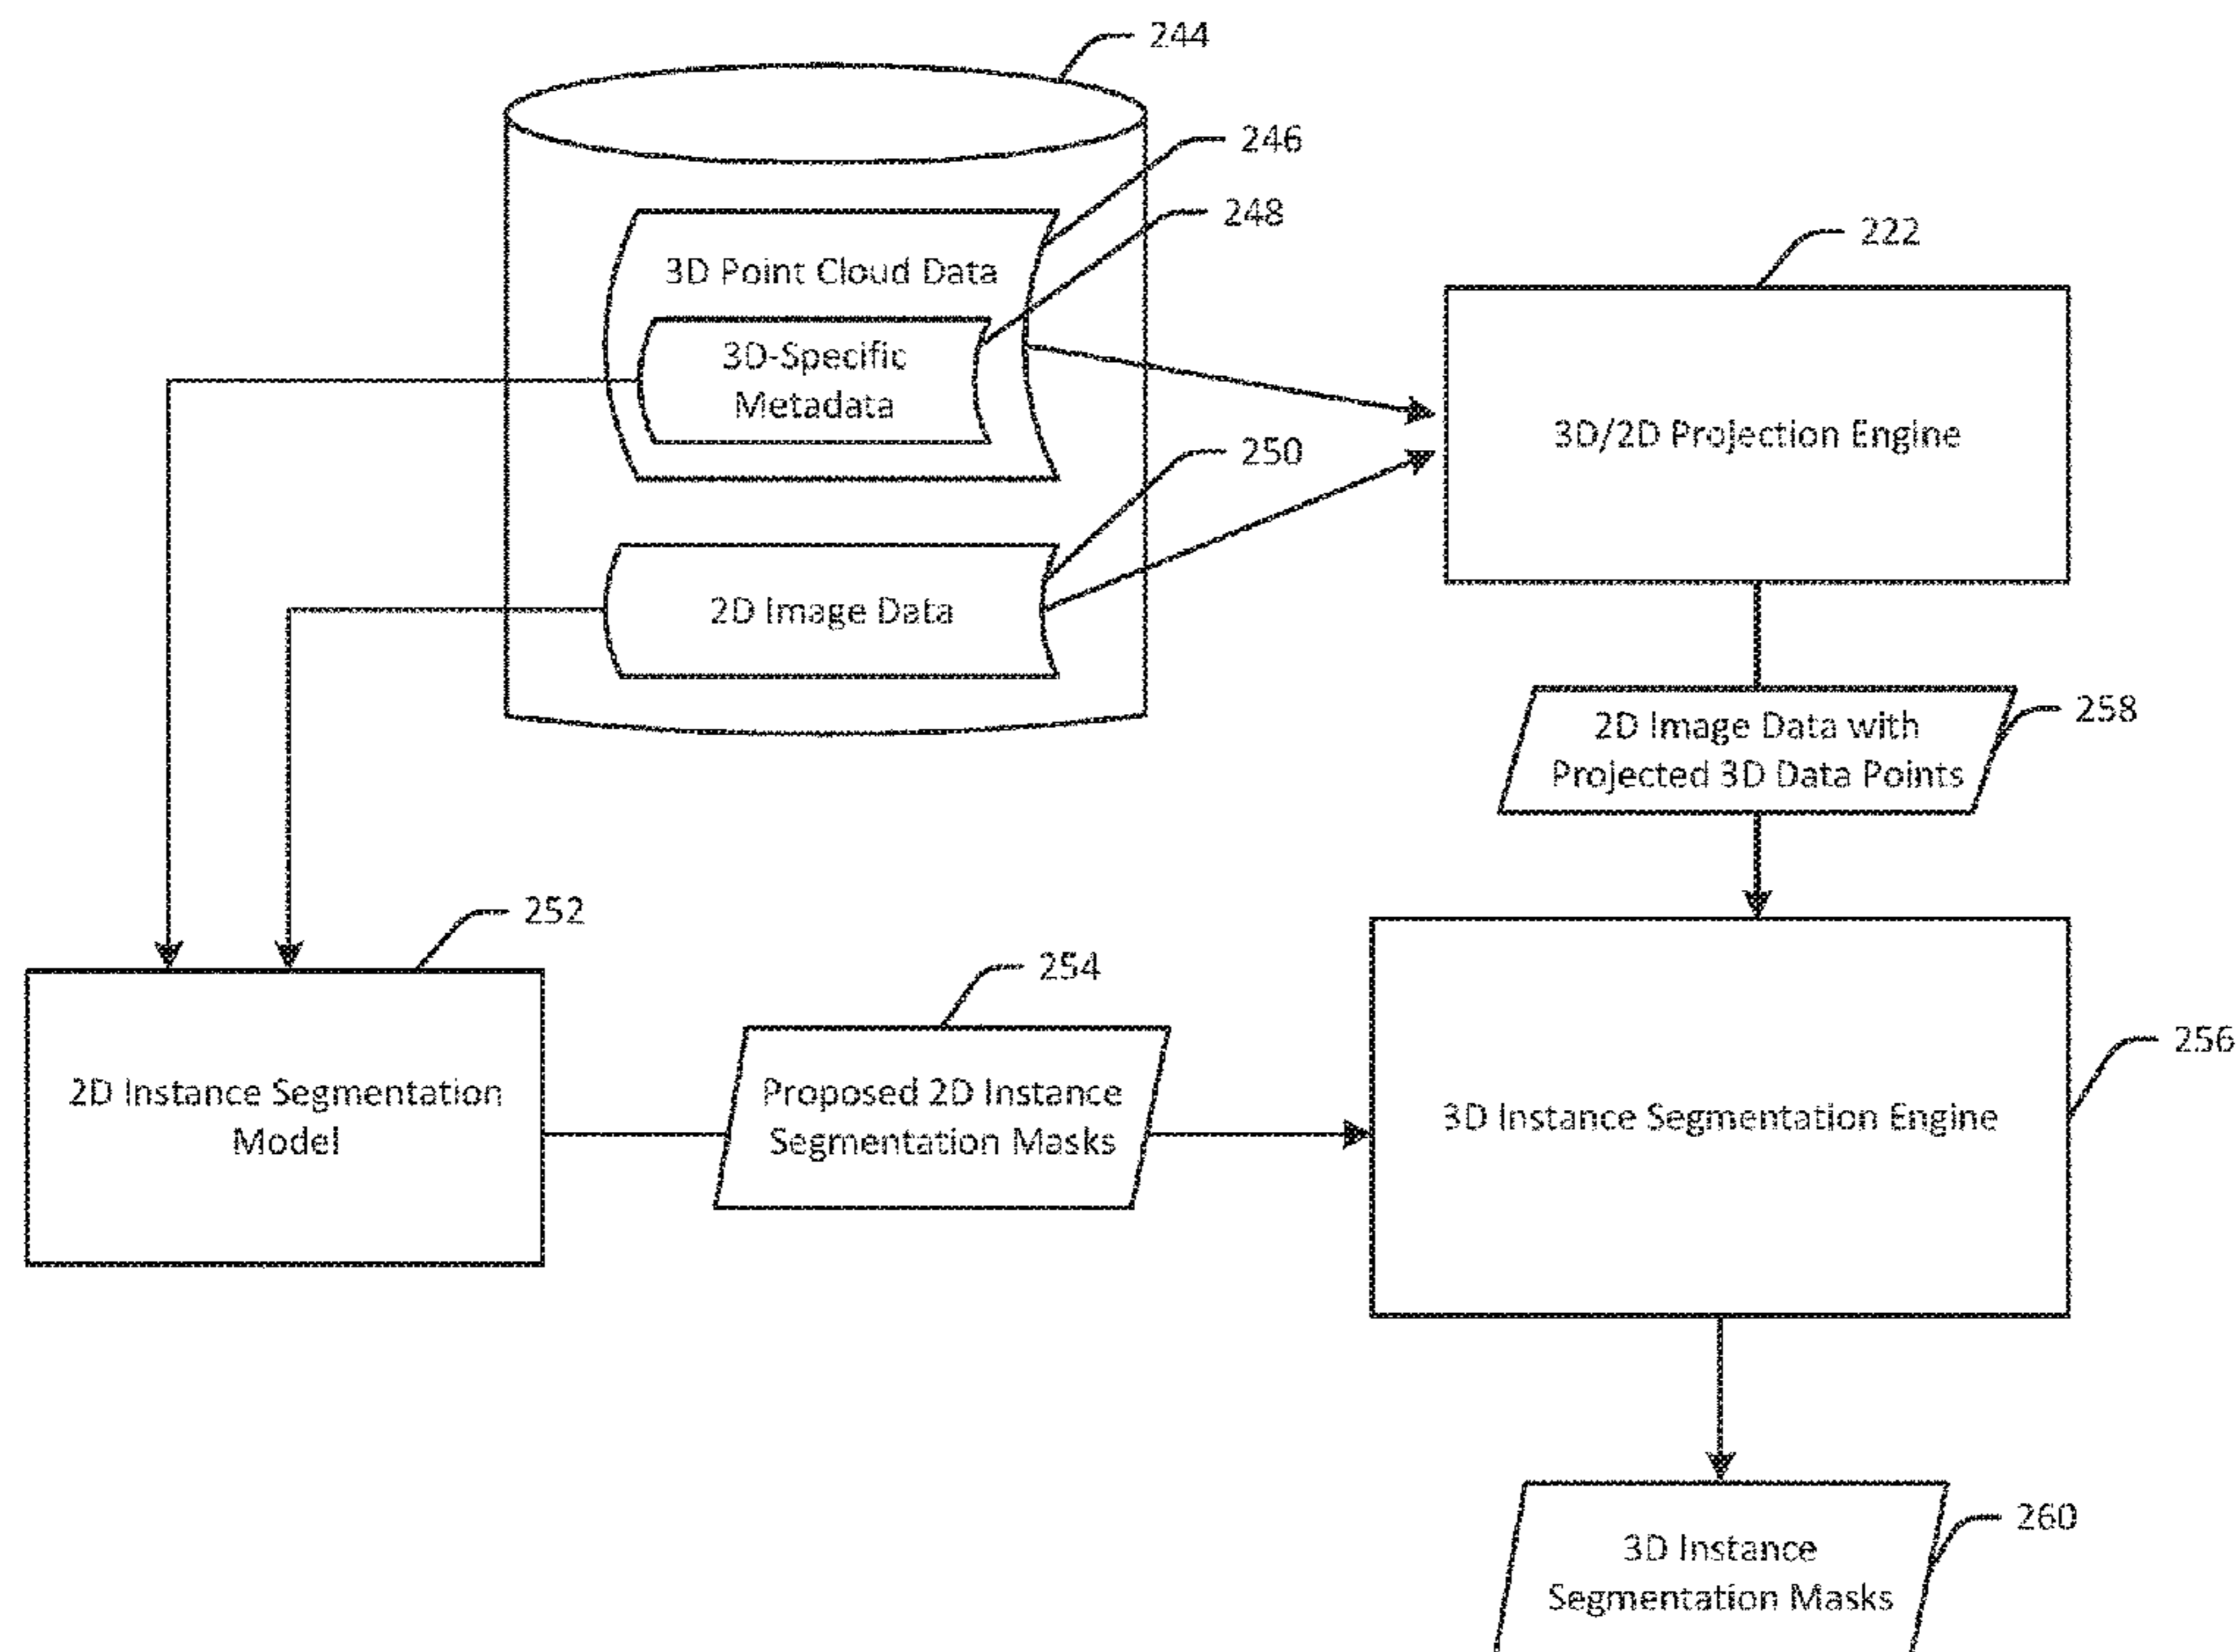 244
246
248
3D Point Cloud Data
222
3D-Specific
Metadata
3D/2D Projection Engine
250
2D Image Data
258
2D Image Data with
Projected 3D Data Points
252
254
256
2D Instance Segmentation
Model
Proposed 2D Instance
Segmentation Masks
3D Instance Segmentation Engine
260
3D Instance
Segmentation Masks